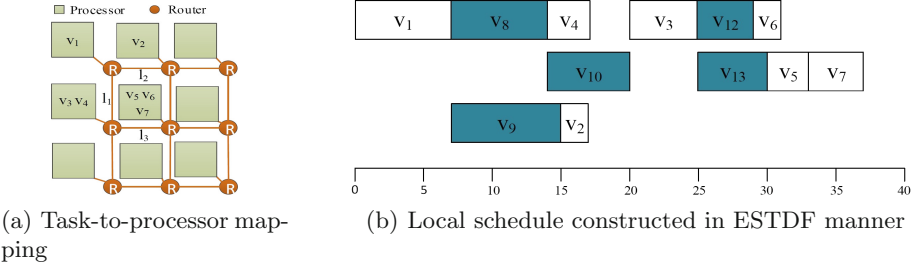 Processor Router
v1 v2
R R R
l2
v3 v4 l1 v5 v6
v7
R R R
l3
R R R
v1 v8 v4 v3 v12 v6
v10 v13 v5 v7
v9 v2
0 5 10 15 20 25 30 35 40
(a) Task-to-processor map-
ping
(b) Local schedule constructed in ESTDF manner